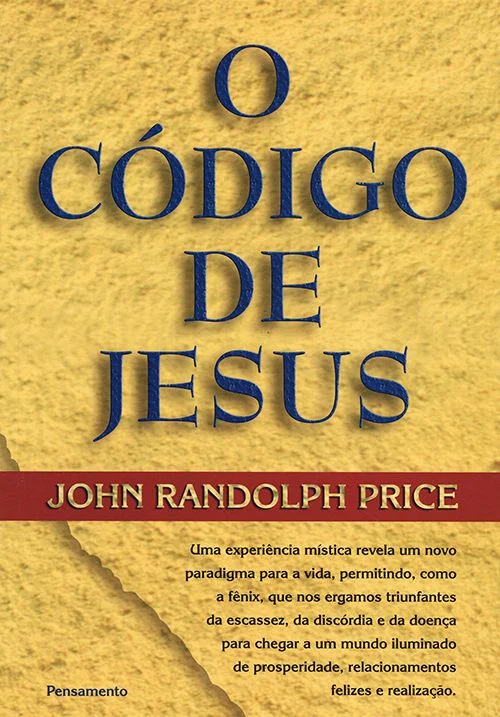 O
CÓDIGO
DE
JESUS
JOHN RANDOLPH PRICE
Uma experiência mística revela um novo
paradigma para a vida, permitindo, como
a fênix, que nos ergamos triunfantes
da escassez, da discórdia e da doença
para chegar a um mundo iluminado
de prosperidade, relacionamentos
felizes e realização.
Pensamento